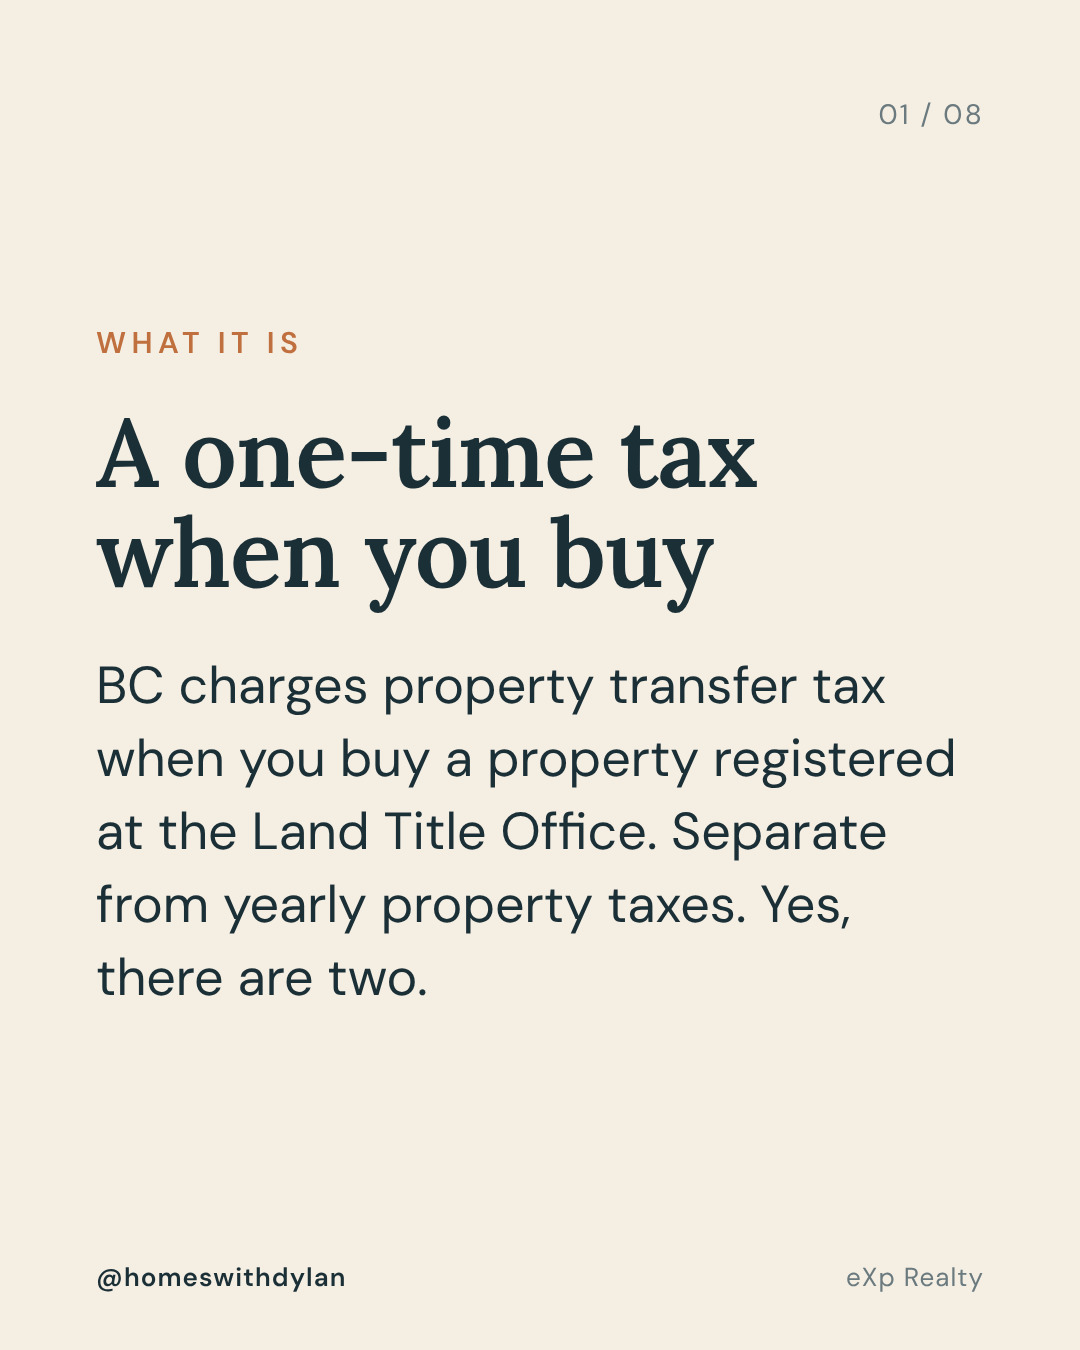 01 / 08
WHAT IT IS
A one-time tax
when you buy
BC charges property transfer tax
when you buy a property registered
at the Land Title Office. Separate
from yearly property taxes. Yes,
there are two.
@homeswithdylan
eXp Realty